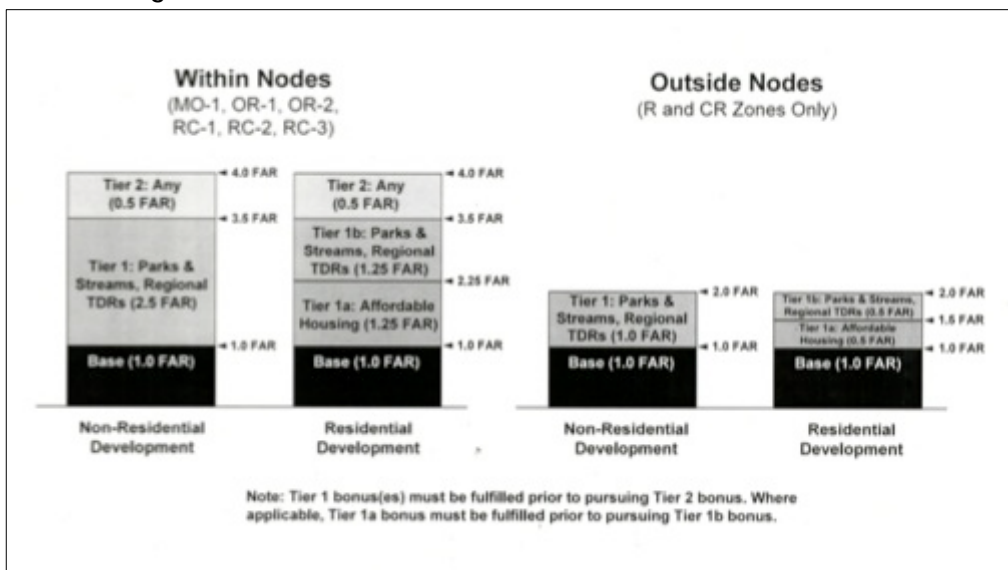 Within Nodes
(MO-1, OR-1, OR-2,
RC-1, RC-2, RC-3)
4.0 FAR
Tier 2: Any
(0.5 FAR)
3.5 FAR
Tier 1: Parks &
Streams, Regional
TDRs (2.5 FAR)
1.0 FAR
Base (1.0 FAR)
Non-Residential
Development
4.0 FAR
Tier 2: Any
(0.5 FAR)
3.5 FAR
Tier 1b: Parks &
Streams, Regional
TDRs (1.25 FAR)
2.25 FAR
Tier 1a: Affordable
Housing (1.25 FAR)
1.0 FAR
Base (1.0 FAR)
Residential
Development
Outside Nodes
(R and CR Zones Only)
2.0 FAR
Tier 1: Parks &
Streams, Regional
TDRs (1.0 FAR)
1.0 FAR
Base (1.0 FAR)
Non-Residential
Development
2.0 FAR
Tier 1b: Parks & Streams,
Regional TDRs (0.5 FAR)
1.5 FAR
Tier 1a: Affordable
Housing (0.5 FAR)
1.0 FAR
Base (1.0 FAR)
Residential
Development
Note: Tier 1 bonus(es) must be fulfilled prior to pursuing Tier 2 bonus. Where
applicable, Tier 1a bonus must be fulfilled prior to pursuing Tier 1b bonus.